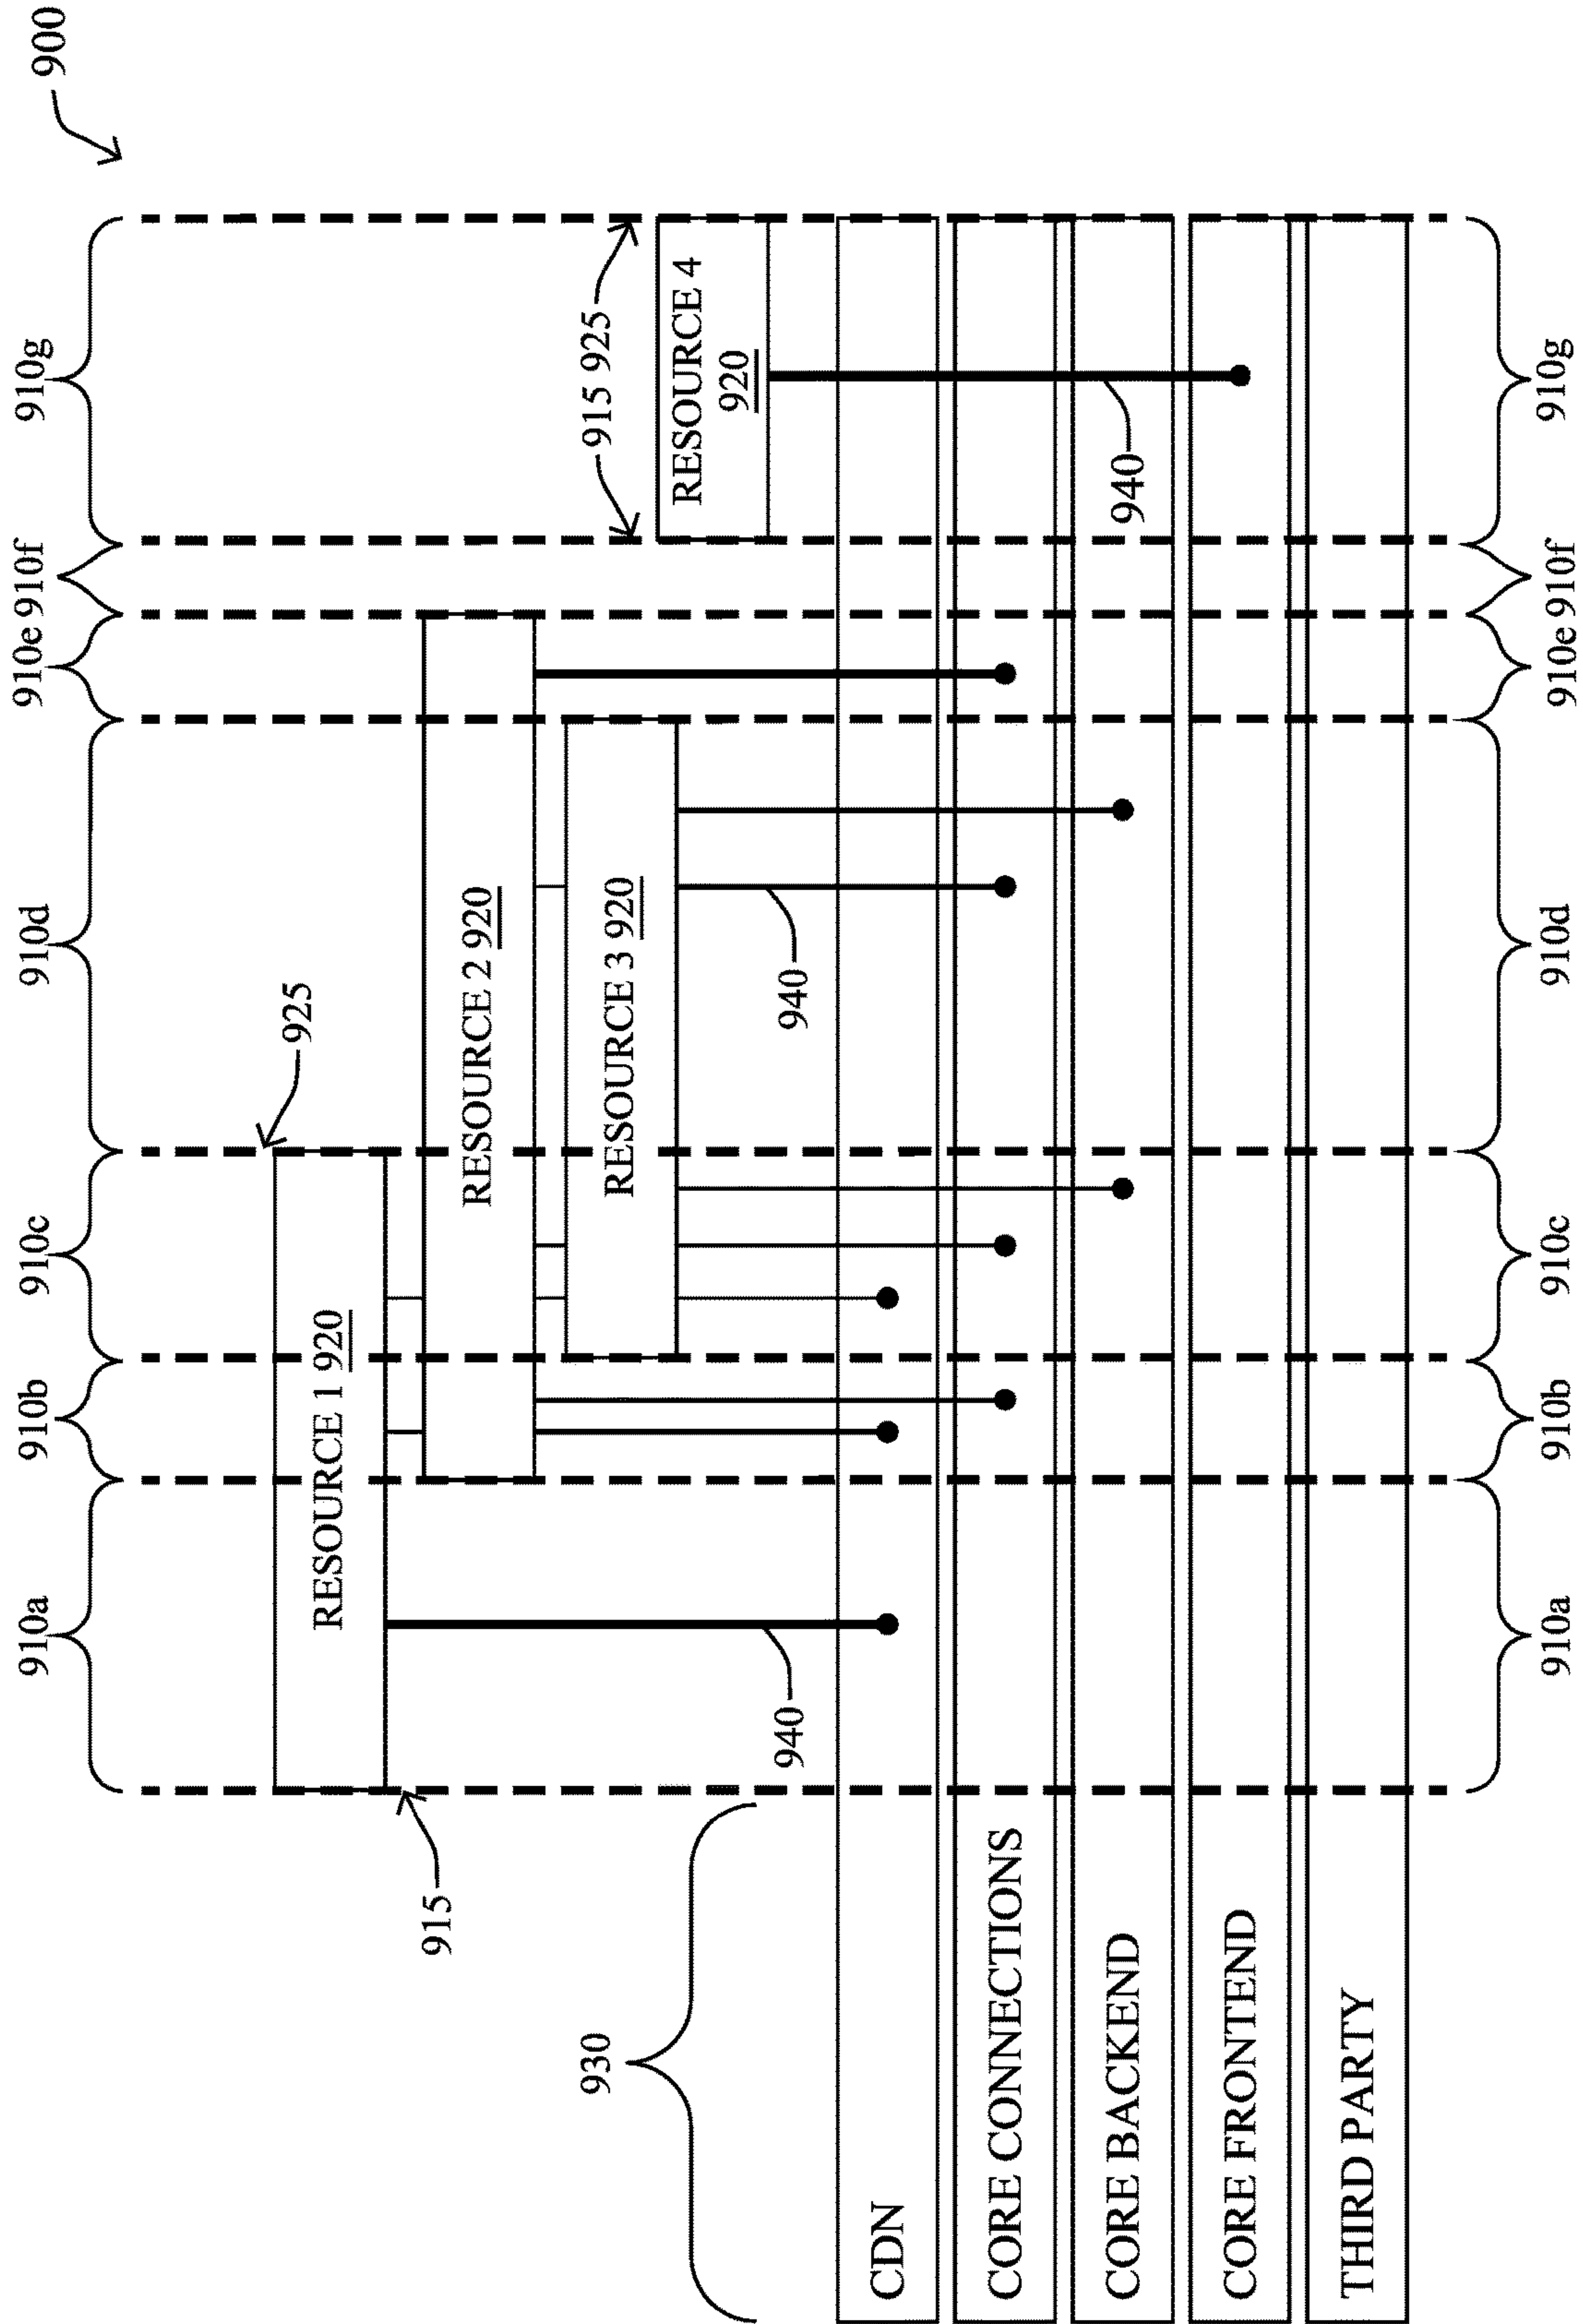 900
910a
910b
910c
910d
910e
910f
910g
925
RESOURCE 1 920
915
RESOURCE 2 920
RESOURCE 3 920
915
925
RESOURCE 4
920
930
940
940
940
CDN
CORE CONNECTIONS
CORE BACKEND
CORE FRONTEND
THIRD PARTY
910a
910b
910c
910d
910e
910f
910g